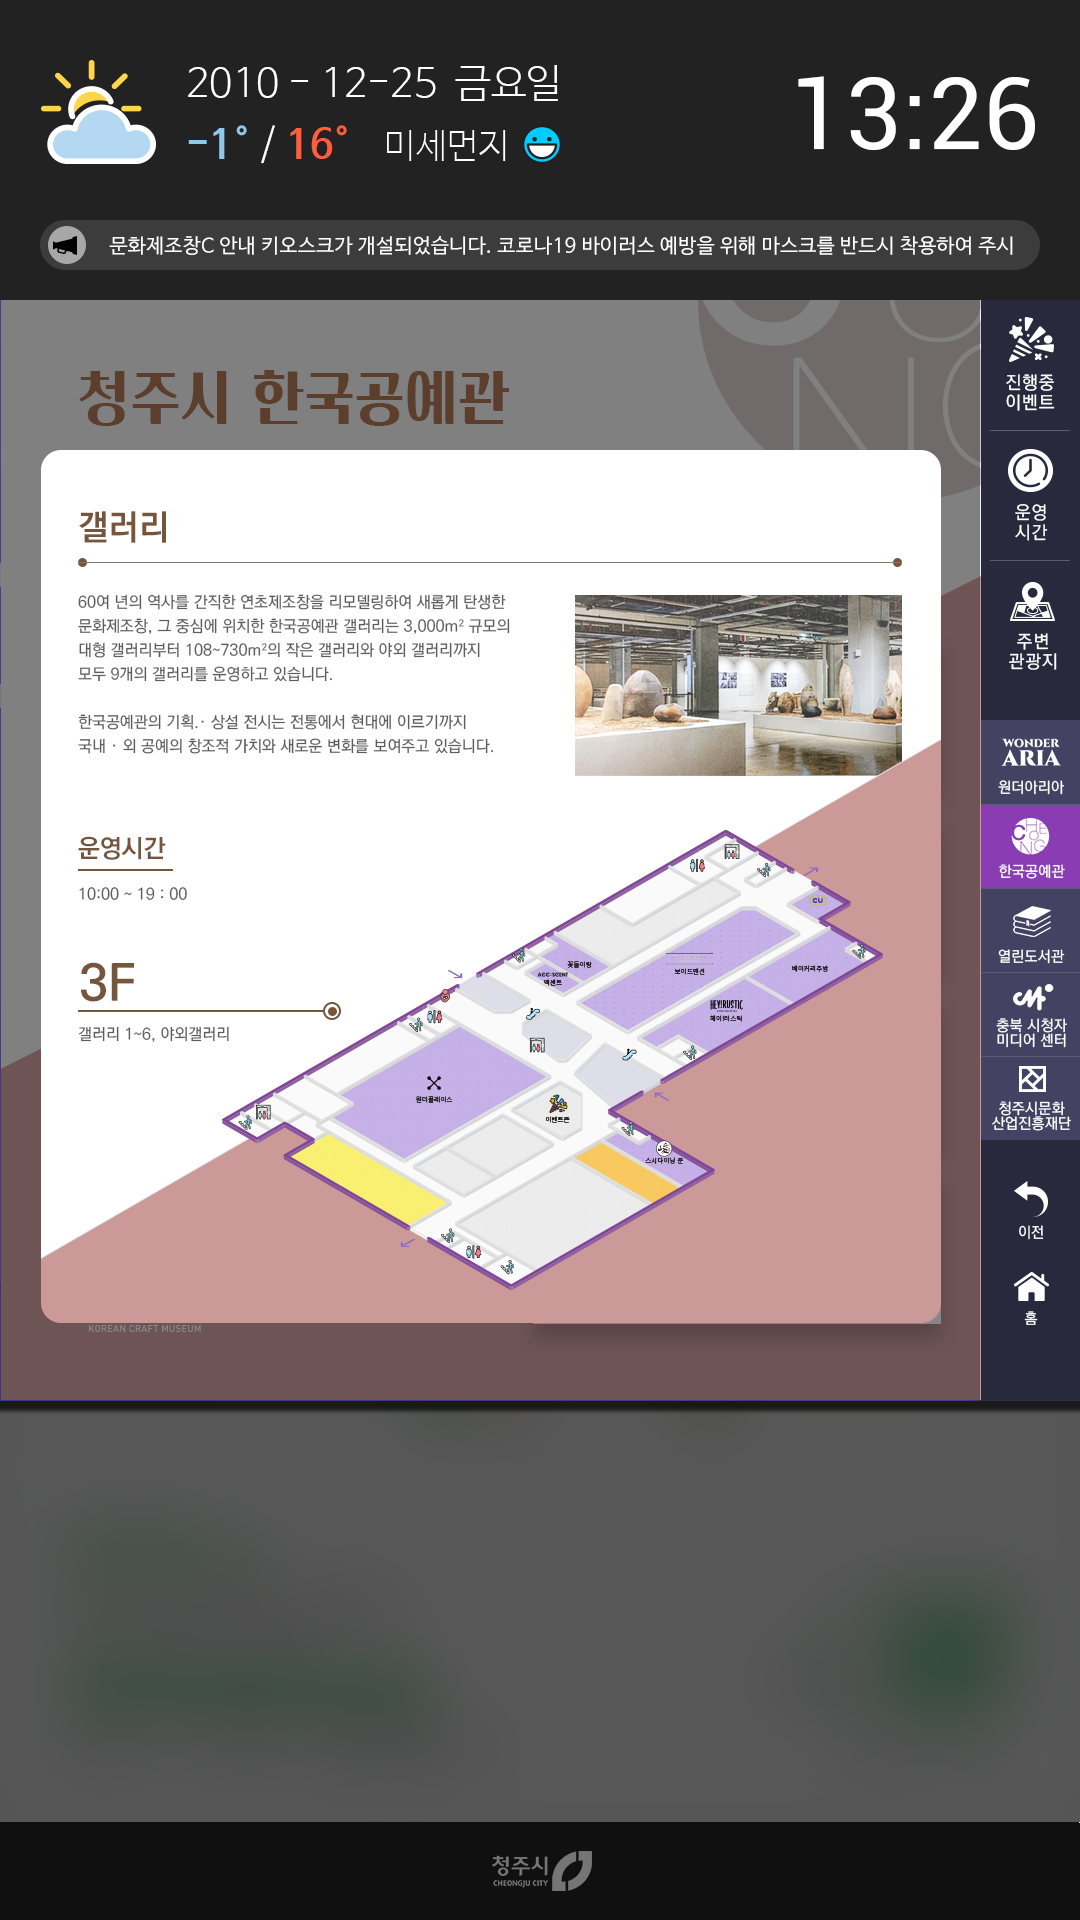 2010 - 12-25 금요일
-1° / 16° 미세먼지
13:26
문화제조창C 안내 키오스크가 개설되었습니다. 코로나19 바이러스 예방을 위해 마스크를 반드시 착용하여 주시
청주시 한국공예관
갤러리
60여 년의 역사를 간직한 연초제조창을 리모델링하여 새롭게 탄생한
문화제조창, 그 중심에 위치한 한국공예관 갤러리는 3,000m² 규모의
대형 갤러리부터 108~730m²의 작은 갤러리와 야외 갤러리까지
모두 9개의 갤러리를 운영하고 있습니다.
한국공예관의 기획.· 상설 전시는 전통에서 현대에 이르기까지
국내 · 외 공예의 창조적 가치와 새로운 변화를 보여주고 있습니다.
운영시간
10:00 ~ 19 : 00
3F
갤러리 1~6, 야외갤러리
CU
꽃들이랑
ACC·SCENT
액센트
보이드맨션
베이커리주방
HEY!RUSTIC
헤이!러스틱
원더플레이스
이벤트존
스시다이닝 준
KOREAN CRAFT MUSEUM
진행중
이벤트
운영
시간
주변
관광지
WONDER
ARIA
원더아리아
CHEONG
한국공예관
열린도서관
충북 시청자
미디어 센터
청주시문화
산업진흥재단
이전
홈
청주시
CHEONGJU CITY